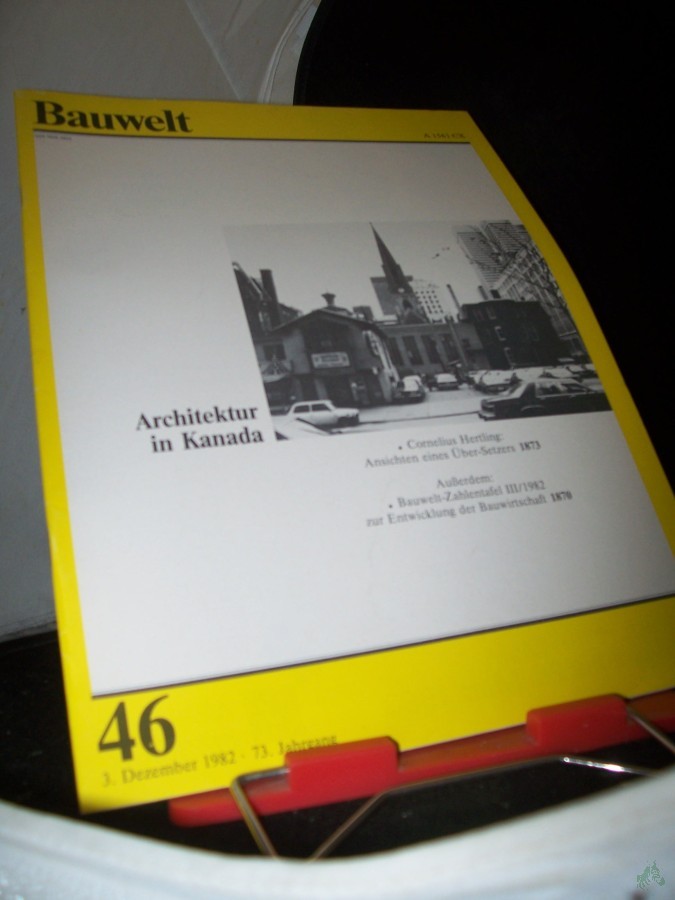 Bauwelt
Architektur
in Kanada
• Cornelius Hertling:
Ansichten eines Über-Setzers 1873
Außerdem:
• Bauwelt-Zahlentafel III/1982
zur Entwicklung der Bauwirtschaft 1870
46
3. Dezember 1982 · 73. Jahrgang